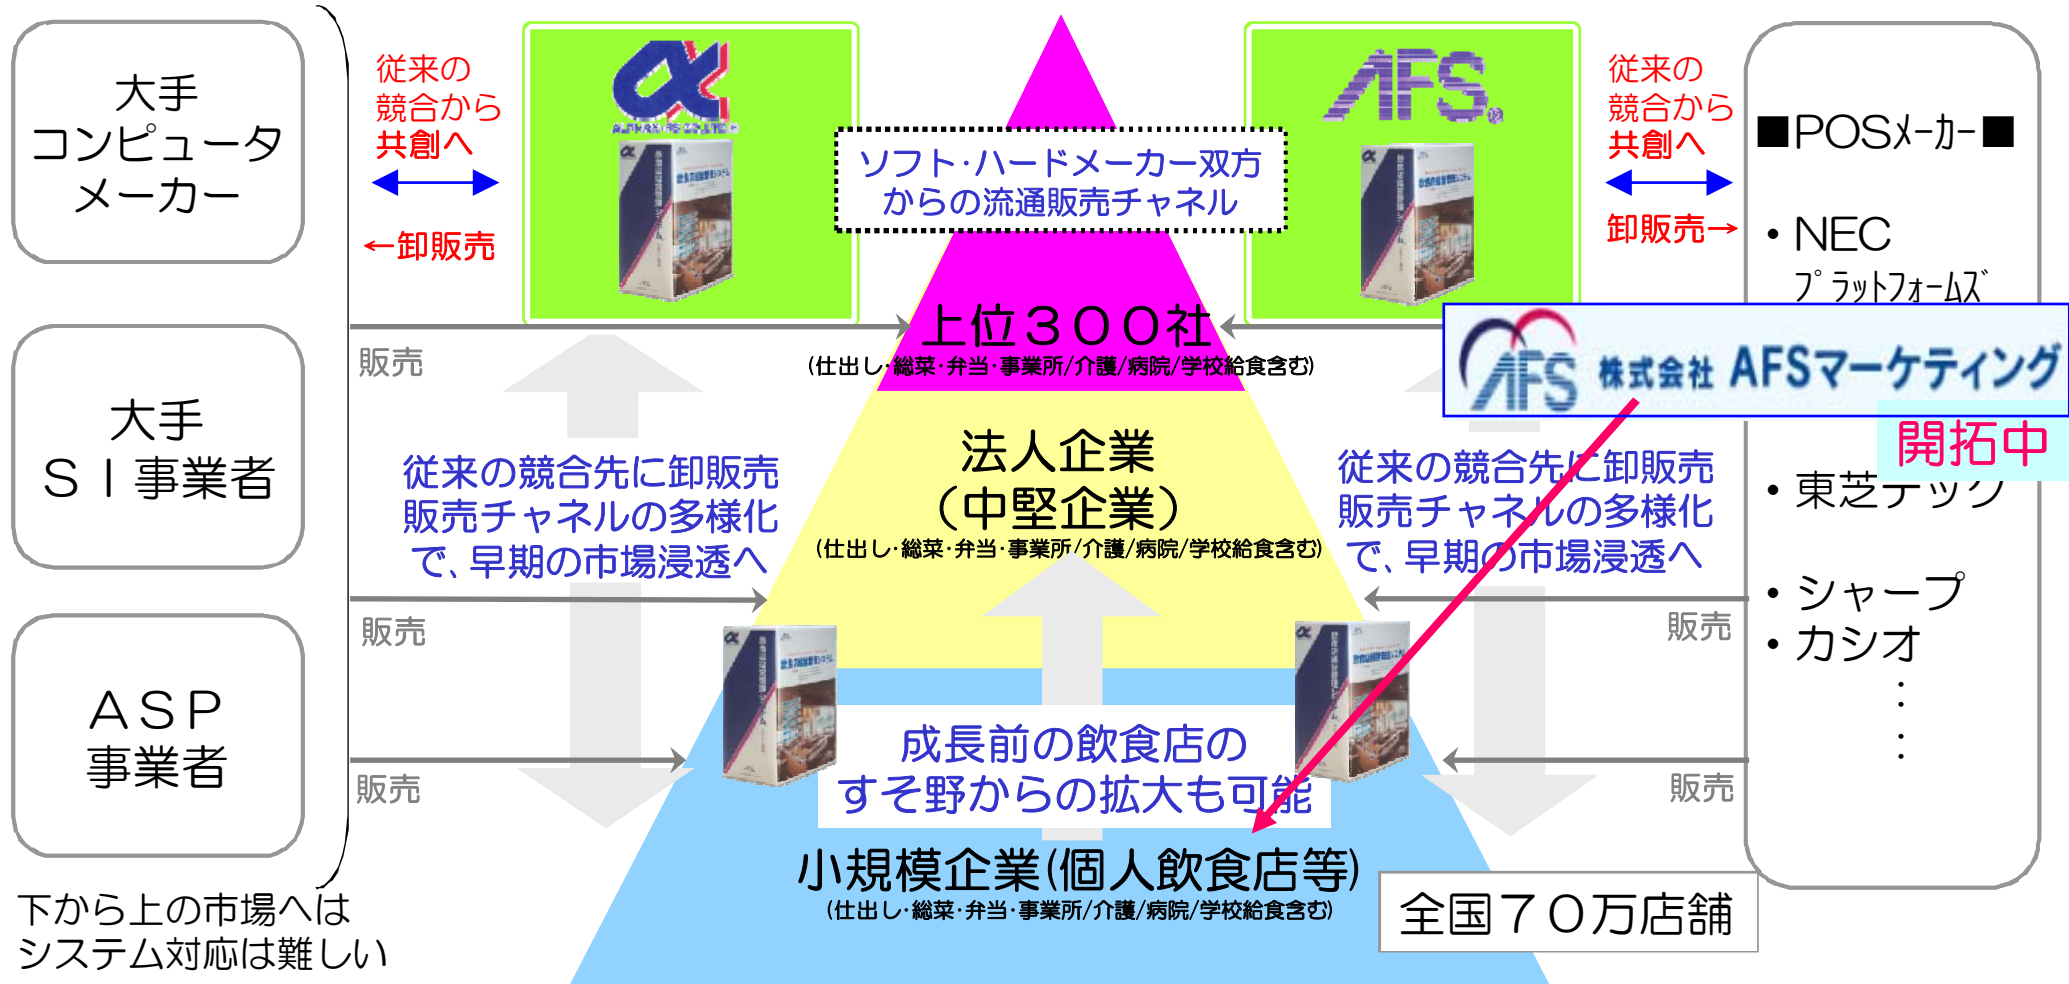 大手
コンピュータ
メーカー
大手
ＳＩ事業者
ＡＳＰ
事業者
下から上の市場へは
システム対応は難しい
従来の
競合から
共創へ
←卸販売
販売
従来の競合先に卸販売
販売チャネルの多様化
で、早期の市場浸透へ
販売
販売
ソフト・ハードメーカー双方
からの流通販売チャネル
上位３００社
(仕出し・総菜・弁当・事業所/介護/病院/学校給食含む)
法人企業
（中堅企業）
(仕出し・総菜・弁当・事業所/介護/病院/学校給食含む)
成長前の飲食店の
すそ野からの拡大も可能
小規模企業(個人飲食店等)
(仕出し・総菜・弁当・事業所/介護/病院/学校給食含む)
AFS
従来の
競合から
共創へ
卸販売→
従来の競合先に卸販売
販売チャネルの多様化
で、早期の市場浸透へ
販売
販売
全国７０万店舗
■POSﾒｰｶｰ■
・NEC
ﾌﾟﾗｯﾄﾌｫｰﾑｽﾞ
AFS 株式会社 AFSマーケティング
開拓中
・東芝テック
・シャープ
・カシオ
：
：